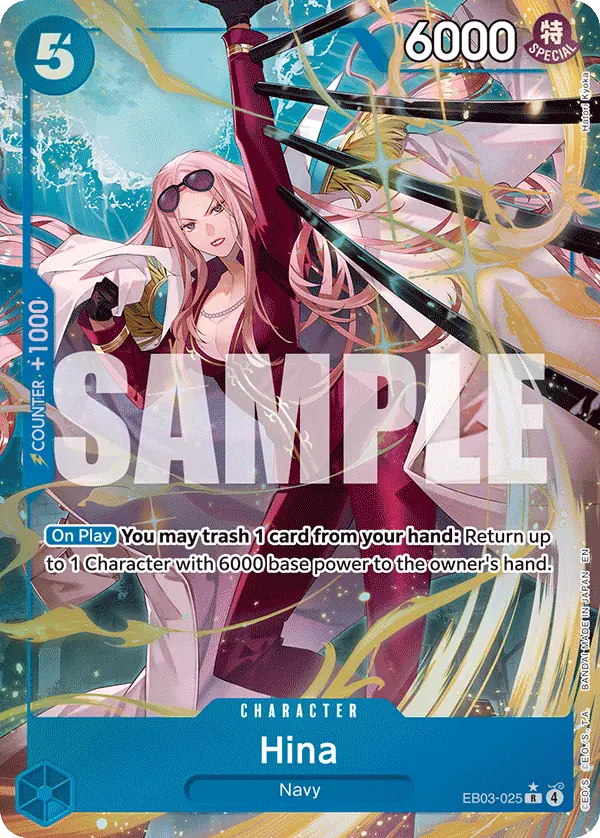 5
6000
特
SPECIAL
Hatori Kyoka
COUNTER +1000
SAMPLE
On Play You may trash 1 card from your hand: Return up
to 1 Character with 6000 base power to the owner's hand.
CHARACTER
Hina
Navy
EB03-025 R 4
©E.O./S. ©E.O./S., T.A. BANDAI MADE IN JAPAN EN